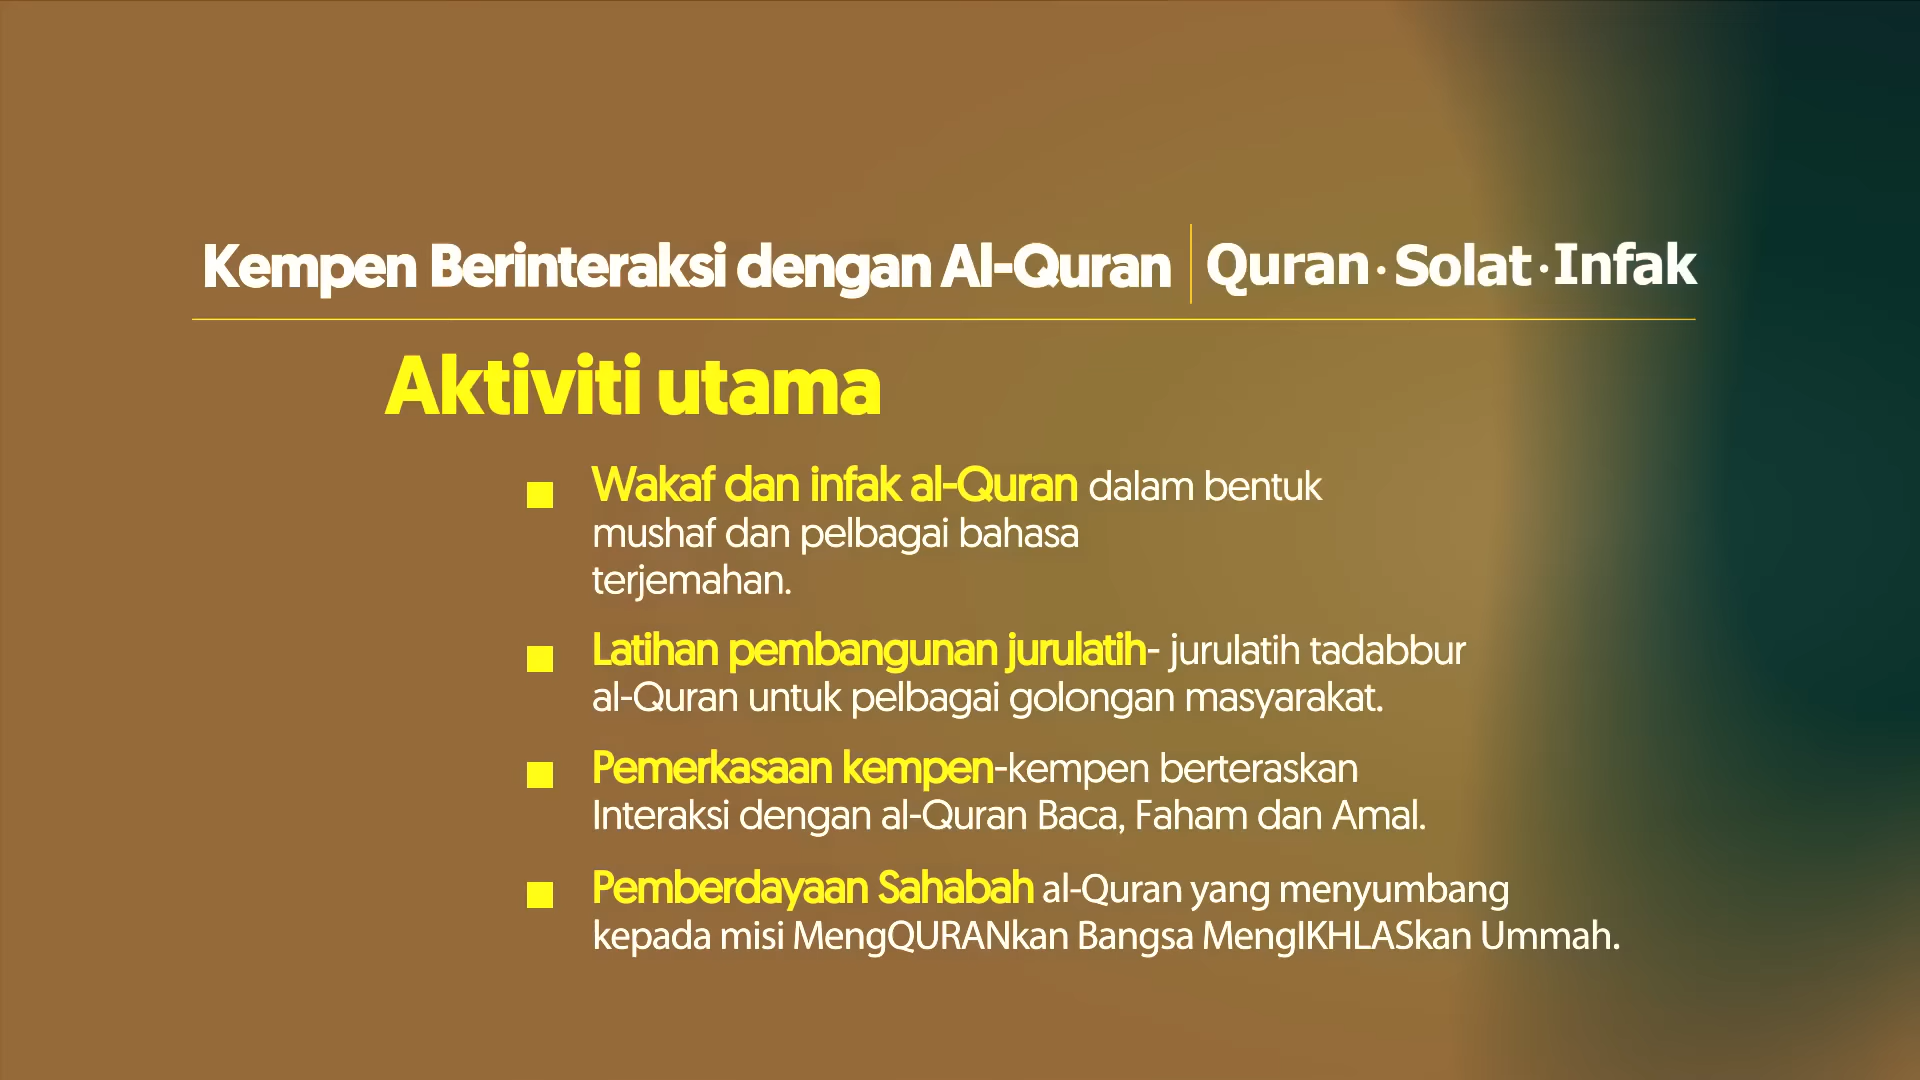 Kempen Berinteraksi dengan Al-Quran | Quran · Solat · Infak
Aktiviti utama
Wakaf dan infak al-Quran dalam bentuk
mushaf dan pelbagai bahasa
terjemahan.
Latihan pembangunan jurulatih- jurulatih tadabbur
al-Quran untuk pelbagai golongan masyarakat.
Pemerkasaan kempen-kempen berteraskan
Interaksi dengan al-Quran Baca, Faham dan Amal.
Pemberdayaan Sahabah al-Quran yang menyumbang
kepada misi MengQURANkan Bangsa MengIKHLASkan Ummah.